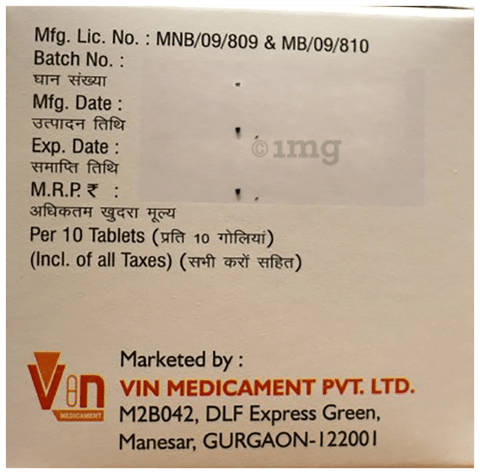 Mfg. Lic. No. : MNB/09/809 & MB/09/810
Batch No. :
घान संख्या
Mfg. Date :
उत्पादन तिथि
Exp. Date :
समाप्ति तिथि
M.R.P. ₹ :
अधिकतम खुदरा मूल्य
Per 10 Tablets (प्रति 10 गोलियां)
(Incl. of all Taxes) (सभी करों सहित)
©1mg
Marketed by :
VIN MEDICAMENT PVT. LTD.
M2B042, DLF Express Green,
Manesar, GURGAON-122001
Vin
MEDICAMENT